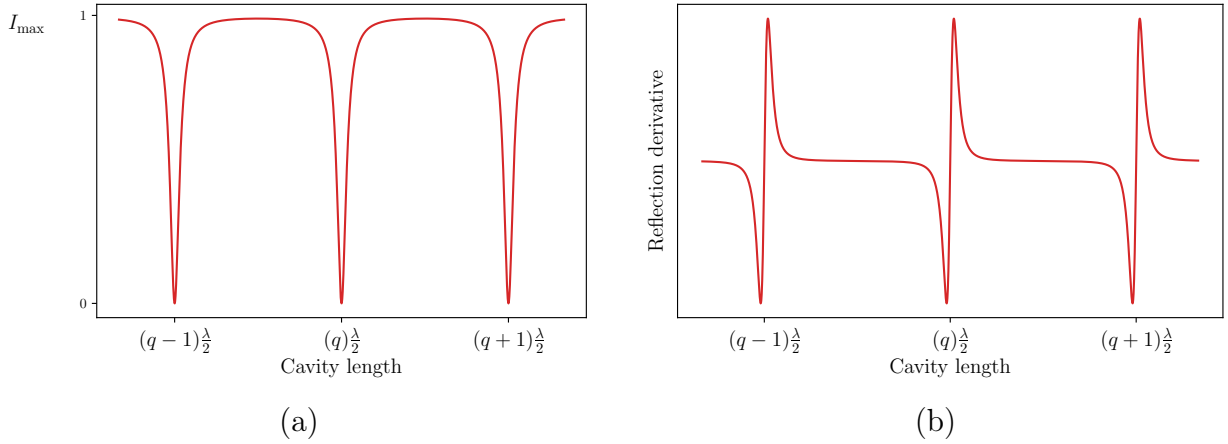 I_max
1
0
(q − 1)λ/2
(q)λ/2
(q + 1)λ/2
Cavity length
(a)
Reflection derivative
(q − 1)λ/2
(q)λ/2
(q + 1)λ/2
Cavity length
(b)